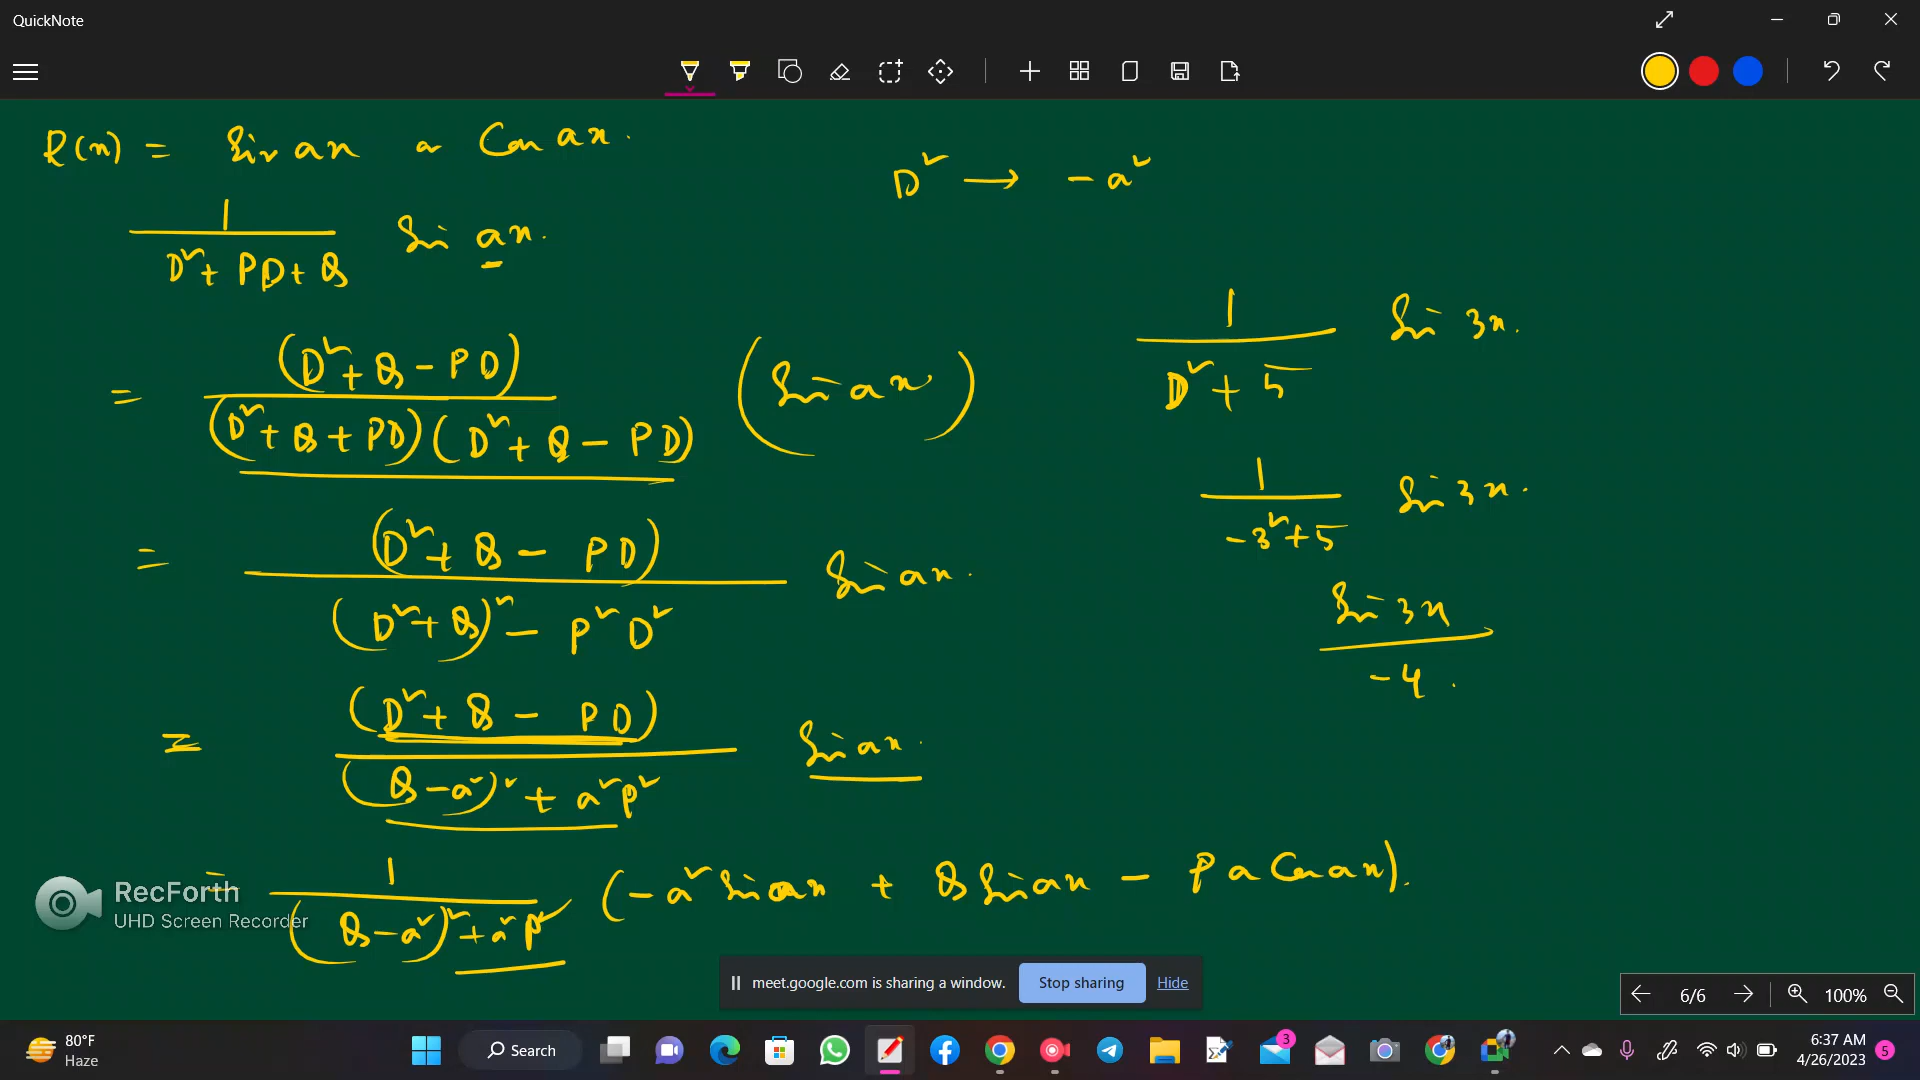 QuickNote
R(x) = Sin ax or Cos ax.
D² → -a²
1
D² + PD + Q
Sin ax.
1
D² + 5
Sin 3x.
= (D² + Q - PD)
(D² + Q + PD) (D² + Q - PD)
(Sin ax)
1
-3² + 5
Sin 3x.
= (D² + Q - PD)
(D² + Q)² - P² D²
Sin ax.
Sin 3x
-4.
= (D² + Q - PD)
(Q - a²)² + a²P²
Sin ax.
= 1
(Q - a²)² + a²P²
(-a² Sin ax + Q Sin ax - P a Cos ax).
RecForth
UHD Screen Recorder
meet.google.com is sharing a window.
Stop sharing
Hide
6/6
100%
80°F
Haze
Search
3
6:37 AM
4/26/2023
5